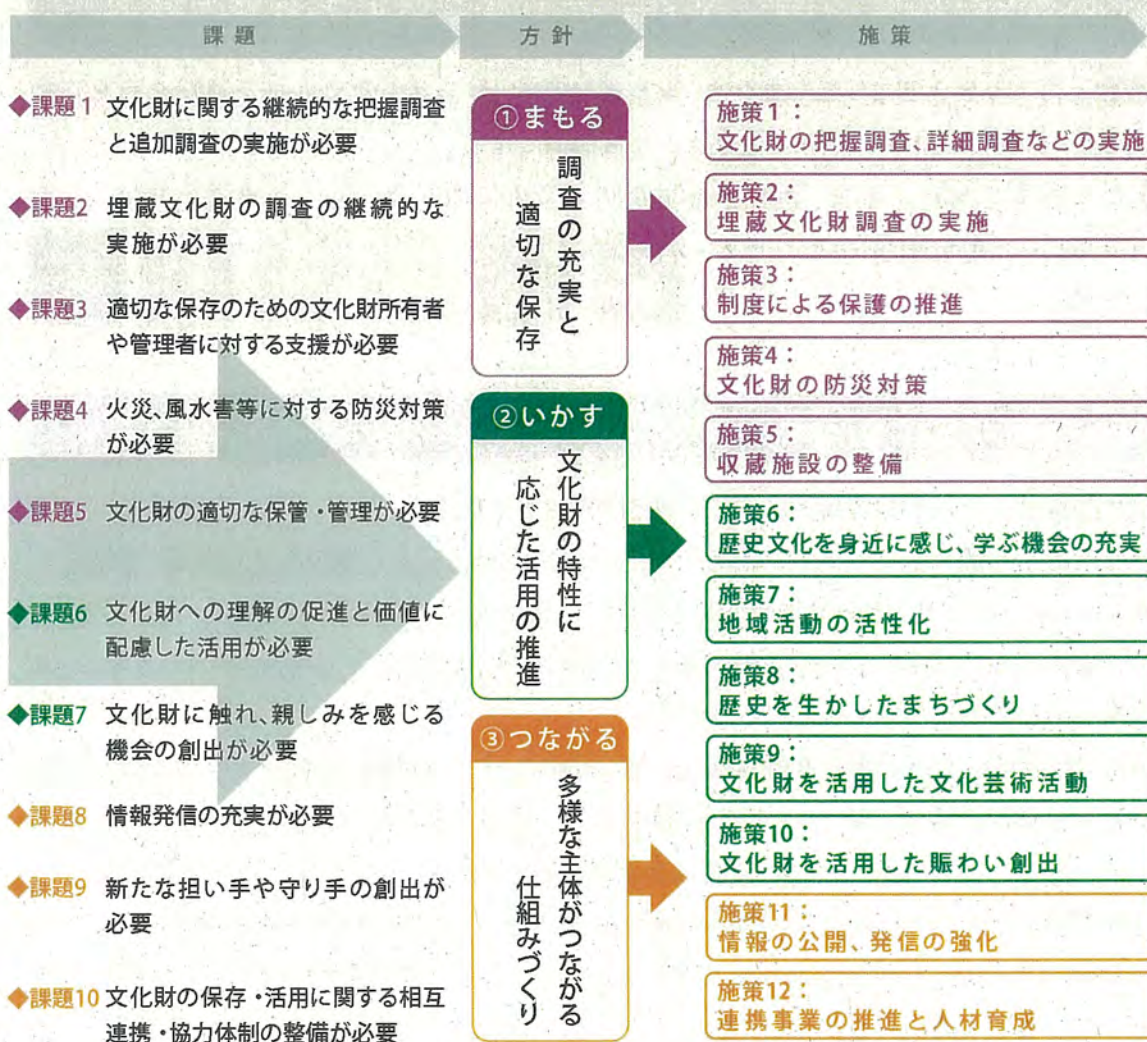 課題
方針
施策
◆課題1 文化財に関する継続的な把握調査
と追加調査の実施が必要
◆課題2 埋蔵文化財の調査の継続的な
実施が必要
◆課題3 適切な保存のための文化財所有者
や管理者に対する支援が必要
◆課題4 火災、風水害等に対する防災対策
が必要
◆課題5 文化財の適切な保管・管理が必要
◆課題6 文化財への理解の促進と価値に
配慮した活用が必要
◆課題7 文化財に触れ、親しみを感じる
機会の創出が必要
◆課題8 情報発信の充実が必要
◆課題9 新たな担い手や守り手の創出が
必要
◆課題10 文化財の保存・活用に関する相互
連携・協力体制の整備が必要
①まもる
調査の充実と
適切な保存
②いかす
文化財の特性に
応じた活用の推進
③つながる
多様な主体がつながる
仕組みづくり
施策1:
文化財の把握調査、詳細調査などの実施
施策2:
埋蔵文化財調査の実施
施策3:
制度による保護の推進
施策4:
文化財の防災対策
施策5:
収蔵施設の整備
施策6:
歴史文化を身近に感じ、学ぶ機会の充実
施策7:
地域活動の活性化
施策8:
歴史を生かしたまちづくり
施策9:
文化財を活用した文化芸術活動
施策10:
文化財を活用した賑わい創出
施策11:
情報の公開、発信の強化
施策12:
連携事業の推進と人材育成